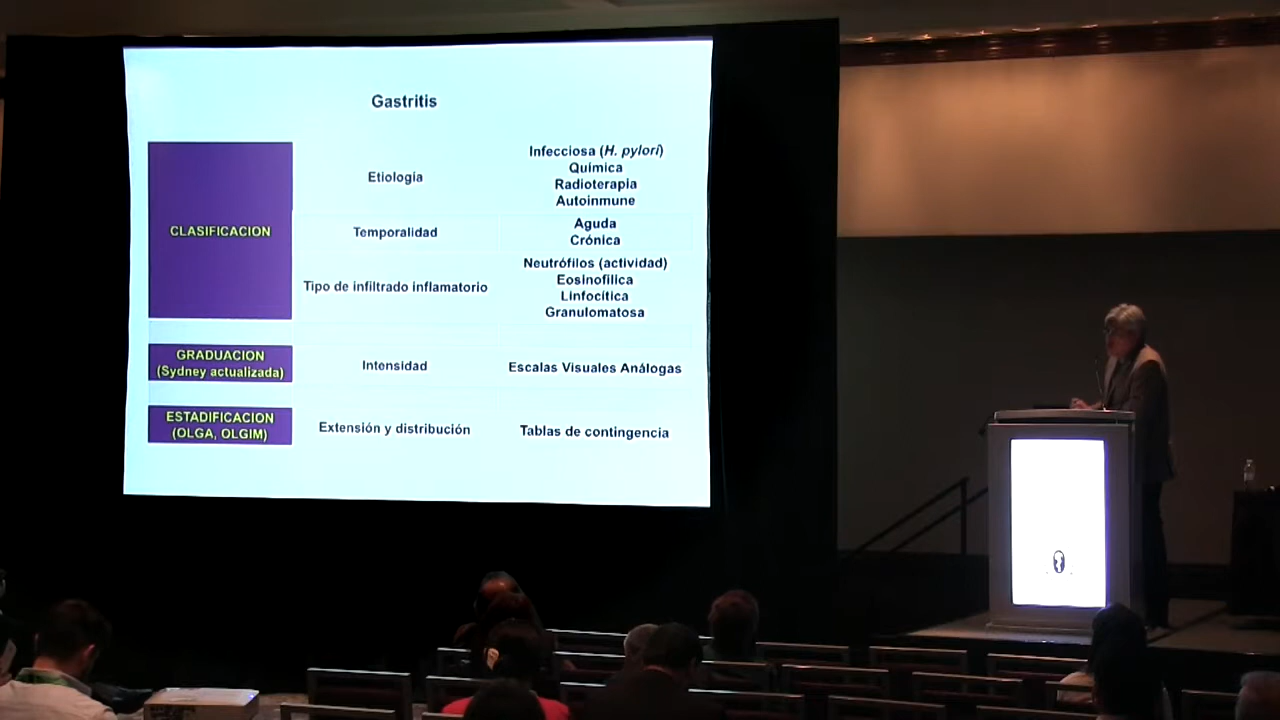 Gastritis
CLASIFICACION
Etiología
Infecciosa (H. pylori)
Química
Radioterapia
Autoinmune
Temporalidad
Aguda
Crónica
Tipo de infiltrado inflamatorio
Neutrófilos (actividad)
Eosinofílica
Linfocítica
Granulomatosa
GRADUACION
(Sydney actualizada)
Intensidad
Escalas Visuales Análogas
ESTADIFICACION
(OLGA, OLGIM)
Extensión y distribución
Tablas de contingencia